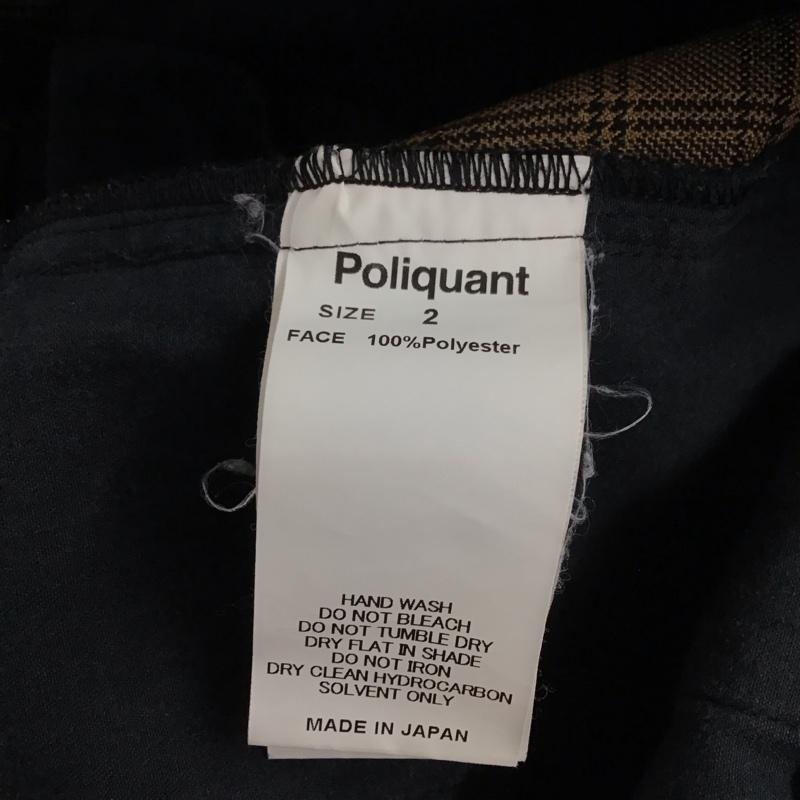 Poliquant
SIZE 2
FACE 100%Polyester
HAND WASH
DO NOT BLEACH
DO NOT TUMBLE DRY
DRY FLAT IN SHADE
DO NOT IRON
DRY CLEAN HYDROCARBON
SOLVENT ONLY
MADE IN JAPAN